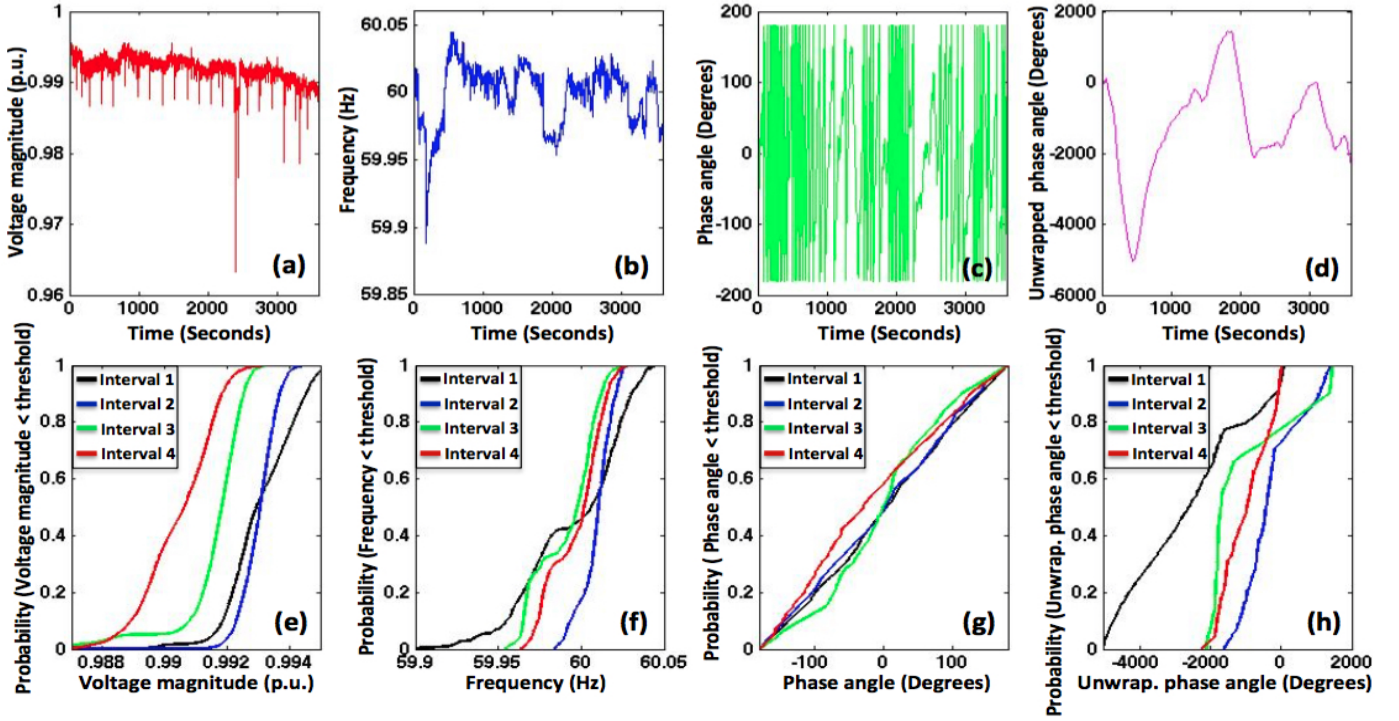 Voltage magnitude (p.u.)
1
0.99
0.98
0.97
0.96
0
1000
2000
3000
Time (Seconds)
(a)
Frequency (Hz)
60.05
60
59.95
59.9
59.85
0
1000
2000
3000
Time (Seconds)
(b)
Phase angle (Degrees)
200
100
0
-100
-200
0
1000
2000
3000
Time (Seconds)
(c)
Unwrapped phase angle (Degrees)
2000
0
-2000
-4000
-6000
0
1000
2000
3000
Time (Seconds)
(d)
Probability (Voltage magnitude < threshold)
1
0.8
0.6
0.4
0.2
0
Interval 1
Interval 2
Interval 3
Interval 4
(e)
0.988
0.99
0.992
0.994
Voltage magnitude (p.u.)
Probability (Frequency < threshold)
1
0.8
0.6
0.4
0.2
0
Interval 1
Interval 2
Interval 3
Interval 4
(f)
59.9
59.95
60
60.05
Frequency (Hz)
Probability ( Phase angle < threshold)
1
0.8
0.6
0.4
0.2
0
Interval 1
Interval 2
Interval 3
Interval 4
(g)
-100
0
100
Phase angle (Degrees)
Probability (Unwrap. phase angle < threshold)
1
0.8
0.6
0.4
0.2
0
Interval 1
Interval 2
Interval 3
Interval 4
(h)
-4000
-2000
0
2000
Unwrap. phase angle (Degrees)